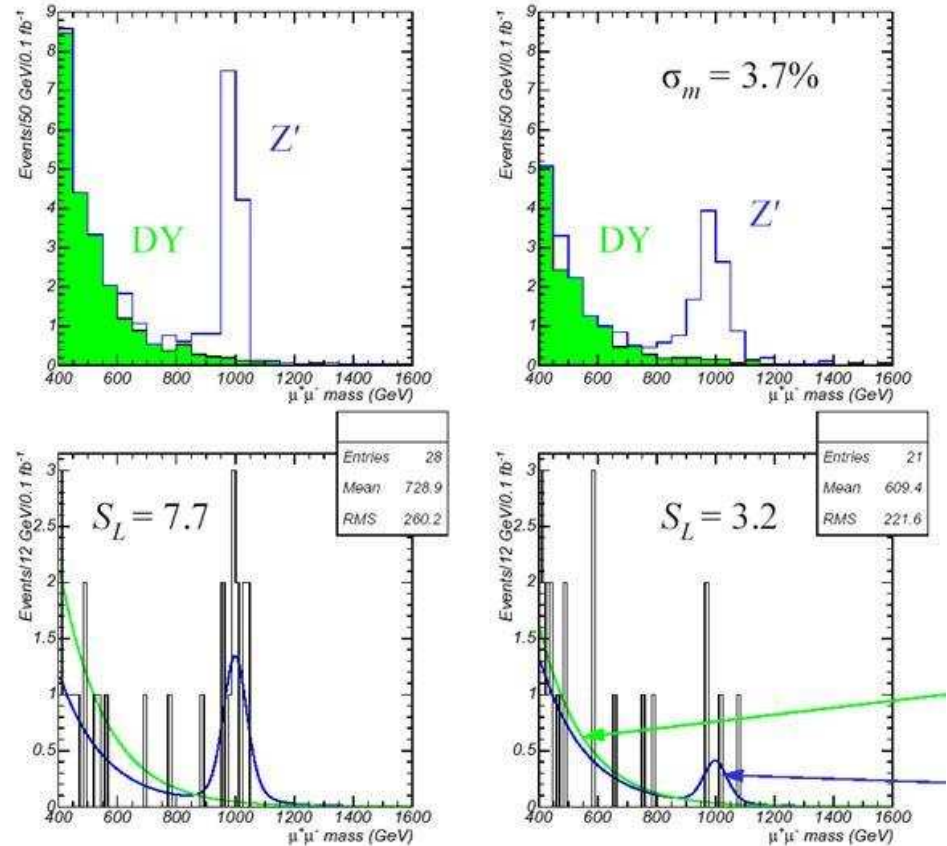 Events/50 GeV/0.1 fb⁻¹
9
8
7
6
5
4
3
2
1
0
DY
Z'
400 600 800 1000 1200 1400 1600
μ⁺μ⁻ mass (GeV)
Events/50 GeV/0.1 fb⁻¹
9
8
7
6
5
4
3
2
1
0
σm = 3.7%
DY
Z'
400 600 800 1000 1200 1400 1600
μ⁺μ⁻ mass (GeV)
Events/12 GeV/0.1 fb⁻¹
3
2.5
2
1.5
1
0.5
0
SL = 7.7
Entries 28
Mean 728.9
RMS 260.2
400 600 800 1000 1200 1400 1600
μ⁺μ⁻ mass (GeV)
Events/12 GeV/0.1 fb⁻¹
3
2.5
2
1.5
1
0.5
0
SL = 3.2
Entries 21
Mean 609.4
RMS 221.6
400 600 800 1000 1200 1400 1600
μ⁺μ⁻ mass (GeV)